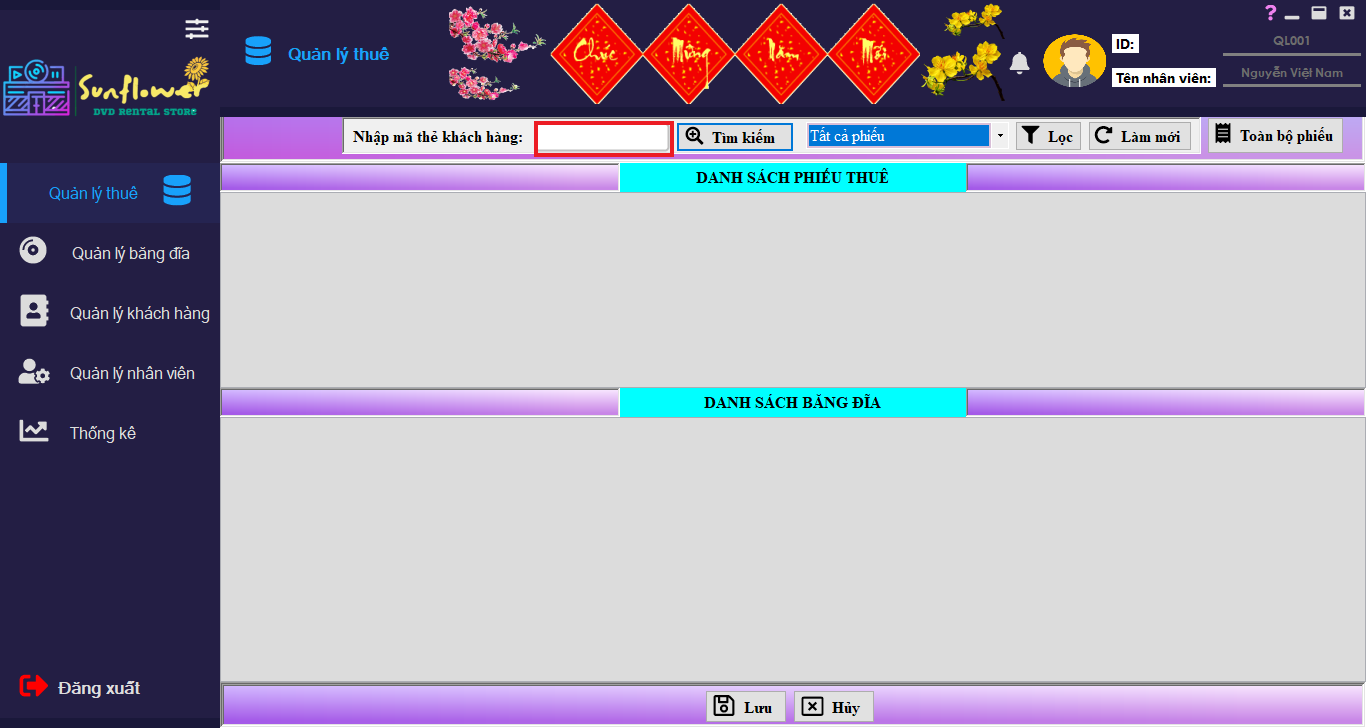 Sunflower
DVD RENTAL STORE
Quản lý thuê
Chúc Mừng Năm Mới
?
ID:
QL001
Tên nhân viên:
Nguyễn Việt Nam
Nhập mã thẻ khách hàng:
Tìm kiếm
Tất cả phiếu
Lọc
Làm mới
Toàn bộ phiếu
Quản lý thuê
Quản lý băng đĩa
Quản lý khách hàng
Quản lý nhân viên
Thống kê
Đăng xuất
DANH SÁCH PHIẾU THUÊ
DANH SÁCH BĂNG ĐĨA
Lưu
Hủy